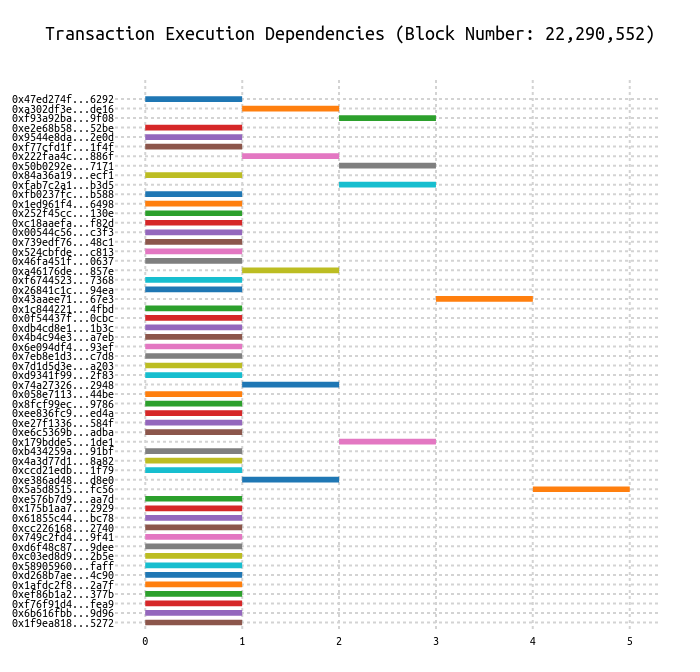 Transaction Execution Dependencies (Block Number: 22,290,552)
0x47ed274f...6292
0xa302df3e...de16
0xf93a92ba...9f08
0xe2e68b58...52be
0x9544e8da...2e0d
0xf77cfd1f...1f4f
0x222faa4c...886f
0x50b0292e...7171
0x84a36a19...ecf1
0xfab7c2a1...b3d5
0xfb0237fc...b588
0x1ed961f4...6498
0x252f45cc...130e
0xc18aaefa...f82d
0x00544c56...c3f3
0x739edf76...48c1
0x524cbfde...c813
0x46fa451f...0637
0xa46176de...857e
0xf6744523...7368
0x26841c1c...94ea
0x43aaee71...67e3
0x1c844221...4fbd
0x0f54437f...0cbc
0xdb4cd8e1...1b3c
0x4b4c94e3...a7eb
0x6e094df4...93ef
0x7eb8e1d3...c7d8
0x7d1d5d3e...a203
0xd9341f99...2f83
0x74a27326...2948
0x058e7113...44be
0x8fcf99ec...9786
0xee836fc9...ed4a
0xe27f1336...584f
0xe6c5369b...adba
0x179bdde5...1de1
0xb434259a...91bf
0x4a3d77d1...8a82
0xccd21edb...1f79
0xe386ad48...d8e0
0x5a5d8515...fc56
0xe576b7d9...aa7d
0x175b1aa7...2929
0x61855c44...bc78
0xcc226168...2740
0x749c2fd4...9f41
0xd6f48c87...9dee
0xc03ed8d9...2b5e
0x58905960...faff
0xd268b7ae...4c90
0x1afdc2f8...2a7f
0xef86b1a2...377b
0xf76f91d4...fea9
0x6b616fbb...9d96
0x1f9ea818...5272
0 1 2 3 4 5